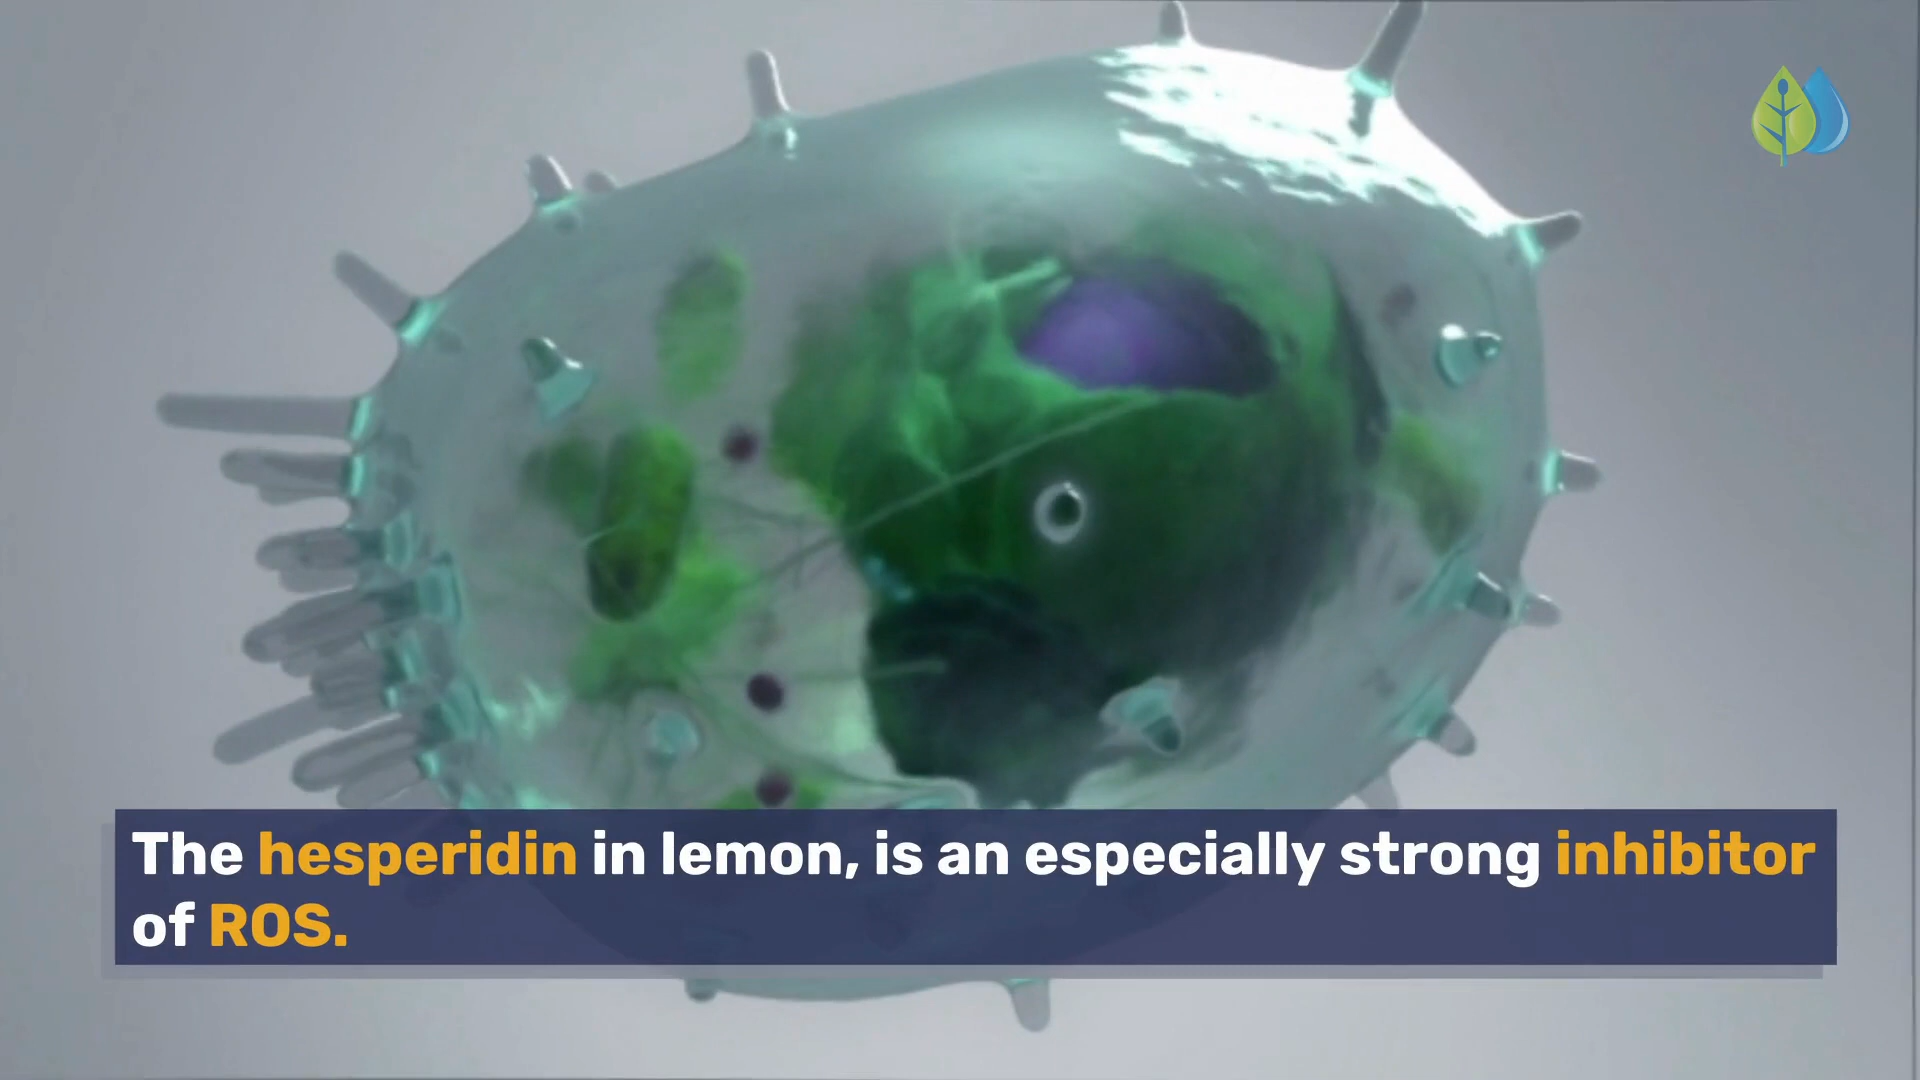 The hesperidin in lemon, is an especially strong inhibitor
of ROS.